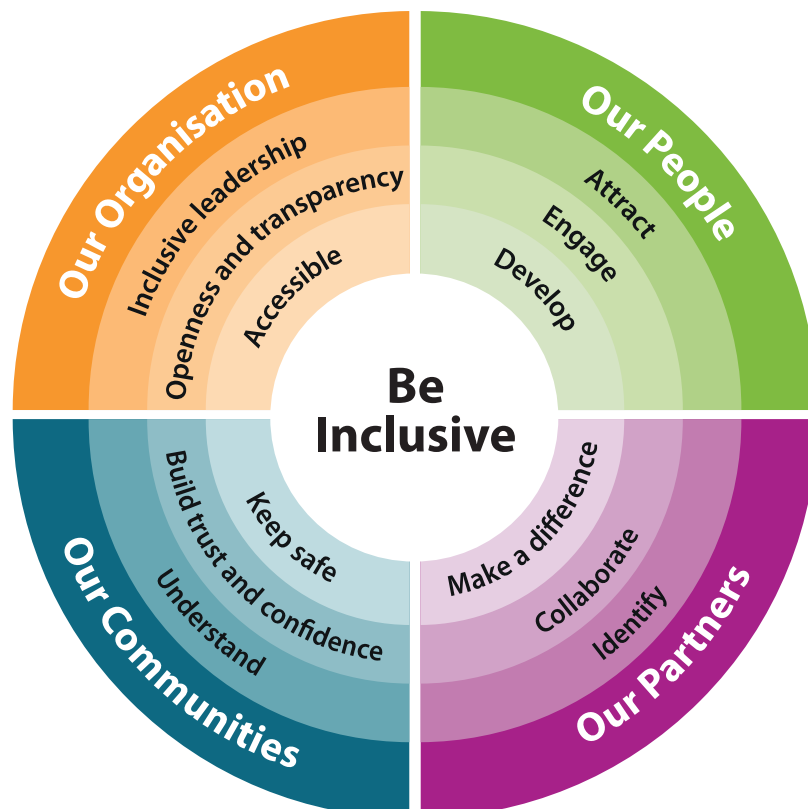 Our Organisation
Inclusive leadership
Openness and transparency
Accessible
Our People
Attract
Engage
Develop
Be
Inclusive
Our Communities
Understand
Build trust and confidence
Keep safe
Our Partners
Identify
Collaborate
Make a difference